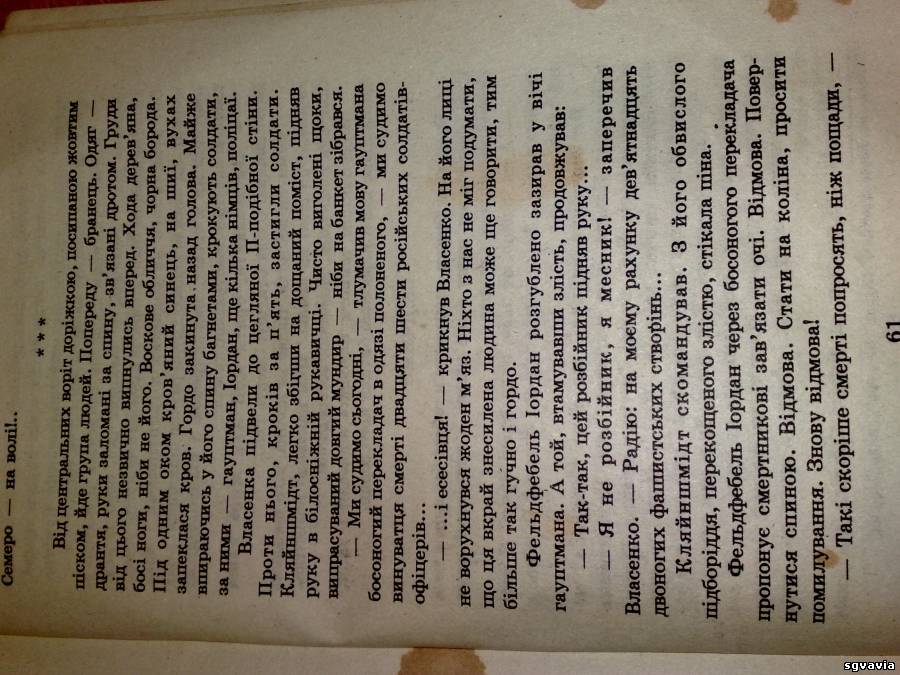 Семеро — на волі!..
* * *
Від центральних воріт доріжкою, посипаною жовтим
піском, йде група людей. Попереду — бранець. Одяг —
дрантя, руки заломані за спину, зв'язані дротом. Груди
від цього незвично випнулись вперед. Хода дерев'яна,
босі ноги, ніби не його. Воскове обличчя, чорна борода.
Під одним оком кров'яний синець, на шиї, вухах
запеклася кров. Гордо закинута назад голова. Майже
впираючись у його спину багнетами, крокують солдати,
за ними — гауптман, Іордан, ще кілька німців, поліцаї.
Власенка підвели до цегляної П-подібної стіни.
Проти нього, кроків за п'ять, застигли солдати.
Кляйншмідт, легко збігши на дощаний поміст, підняв
руку в білосніжній рукавичці. Чисто виголені щоки,
випрасуваний довгий мундир — ніби на банкет зібрався.
— Ми судимо сьогодні, — тлумачив мову гауптмана
босоногий перекладач в одязі полоненого, — ми судимо
винуватця смерті двадцяти шести російських солдатів-
офіцерів...
— ...і есесівця! — крикнув Власенко. На його лиці
не ворухнувся жоден м'яз. Ніхто з нас не міг подумати,
що ця вкрай знесилена людина може ще говорити, тим
більше так гучно і гордо.
Фельдфебель Іордан розгублено зазирав у вічі
гауптмана. А той, втамувавши злість, продовжував:
— Так-так, цей розбійник підняв руку...
— Я не розбійник, я месник! — заперечив
Власенко. — Радію: на моєму рахунку дев'ятнадцять
двоногих фашистських створінь...
Кляйншмідт скомандував. З його обвислого
підборіддя, перекошеного злістю, стікала піна.
Фельдфебель Іордан через босоногого перекладача
пропонує смертникові зав'язати очі. Відмова. Повер-
нутися спиною. Відмова. Стати на коліна, просити
помилування. Знову відмова!
— Такі скоріше смерті попросять, ніж пощади, —
61
sgvavia